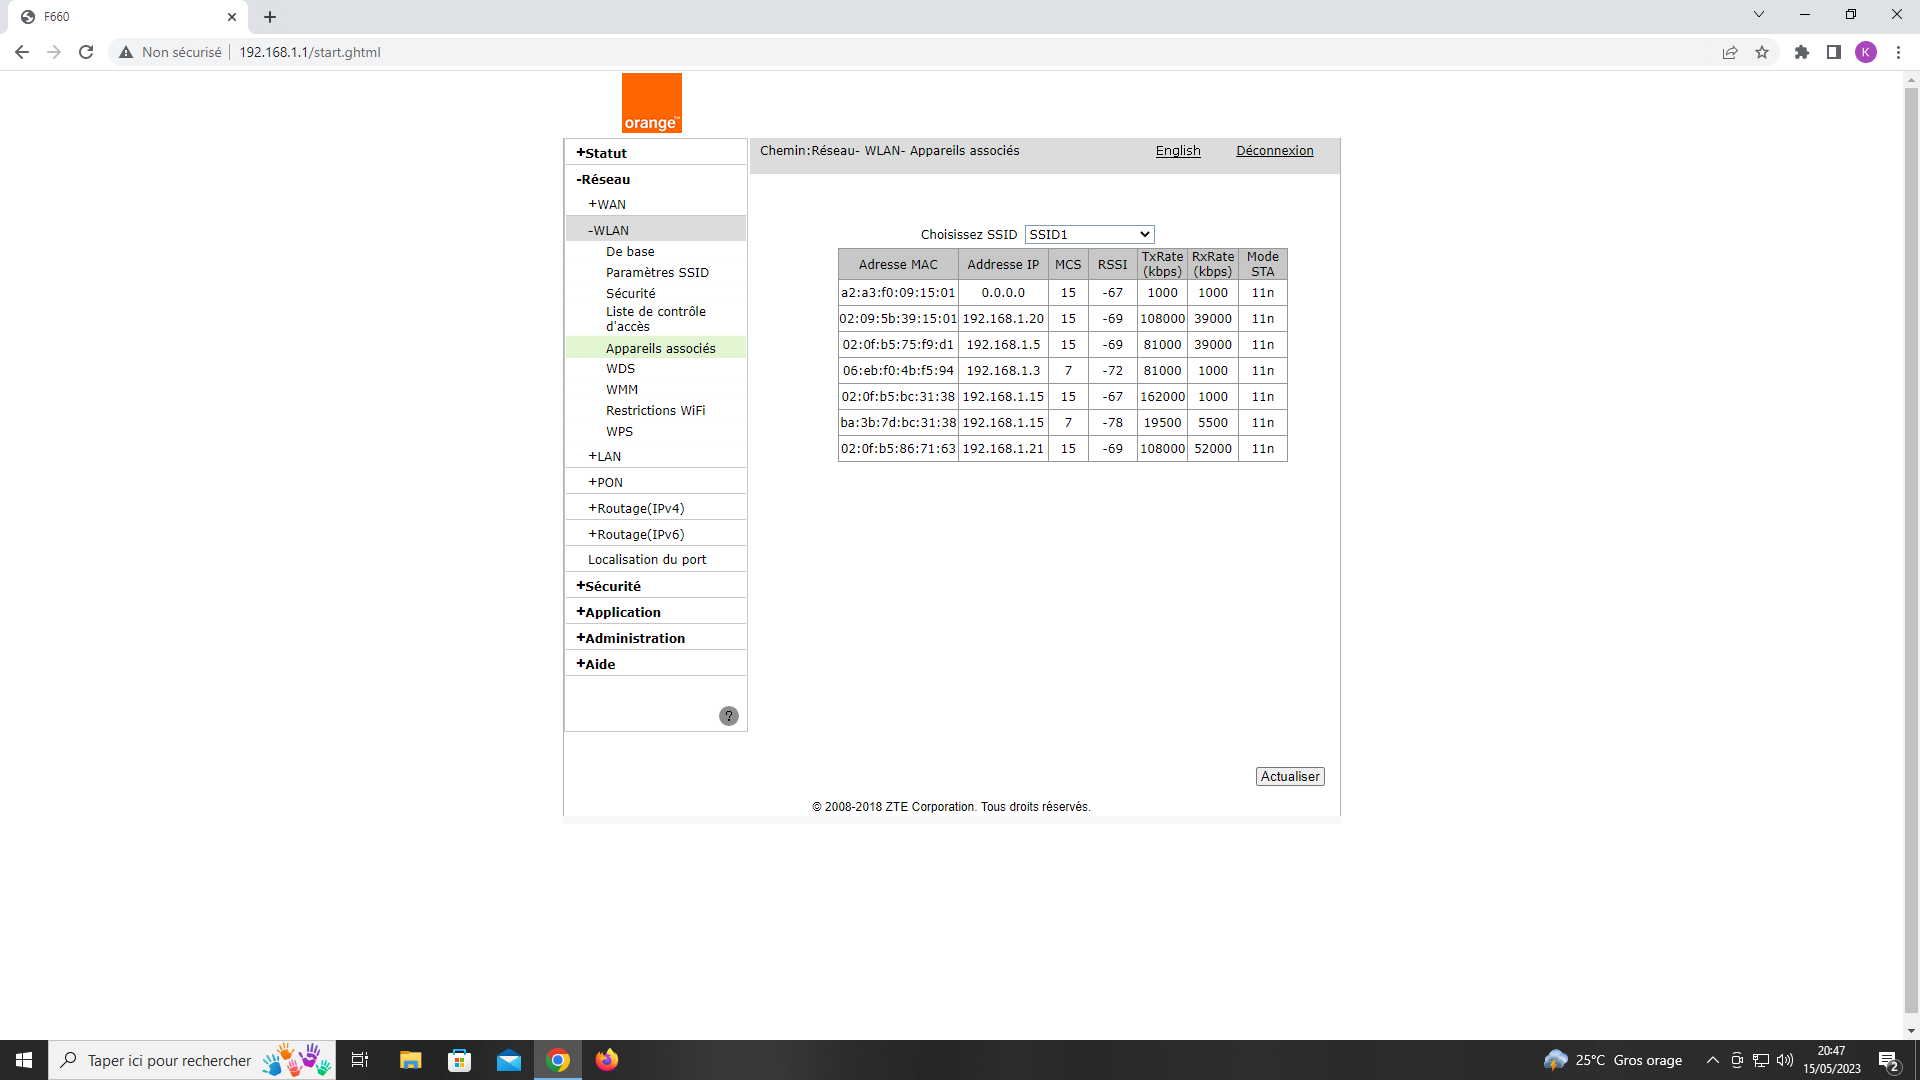 F660
Non sécurisé 192.168.1.1/start.ghtml
K
orange™
+Statut
-Réseau
+WAN
-WLAN
De base
Paramètres SSID
Sécurité
Liste de contrôle
d'accès
Appareils associés
WDS
WMM
Restrictions WiFi
WPS
+LAN
+PON
+Routage(IPv4)
+Routage(IPv6)
Localisation du port
+Sécurité
+Application
+Administration
+Aide
?
Chemin:Réseau- WLAN- Appareils associés English Déconnexion
Choisissez SSID SSID1
Adresse MAC Addresse IP MCS RSSI TxRate (kbps) RxRate (kbps) Mode STA
a2:a3:f0:09:15:01 0.0.0.0 15 -67 1000 1000 11n
02:09:5b:39:15:01 192.168.1.20 15 -69 108000 39000 11n
02:0f:b5:75:f9:d1 192.168.1.5 15 -69 81000 39000 11n
06:eb:f0:4b:f5:94 192.168.1.3 7 -72 81000 1000 11n
02:0f:b5:bc:31:38 192.168.1.15 15 -67 162000 1000 11n
ba:3b:7d:bc:31:38 192.168.1.15 7 -78 19500 5500 11n
02:0f:b5:86:71:63 192.168.1.21 15 -69 108000 52000 11n
Actualiser
© 2008-2018 ZTE Corporation. Tous droits réservés.
Taper ici pour rechercher
25°C Gros orage
20:47
15/05/2023
2